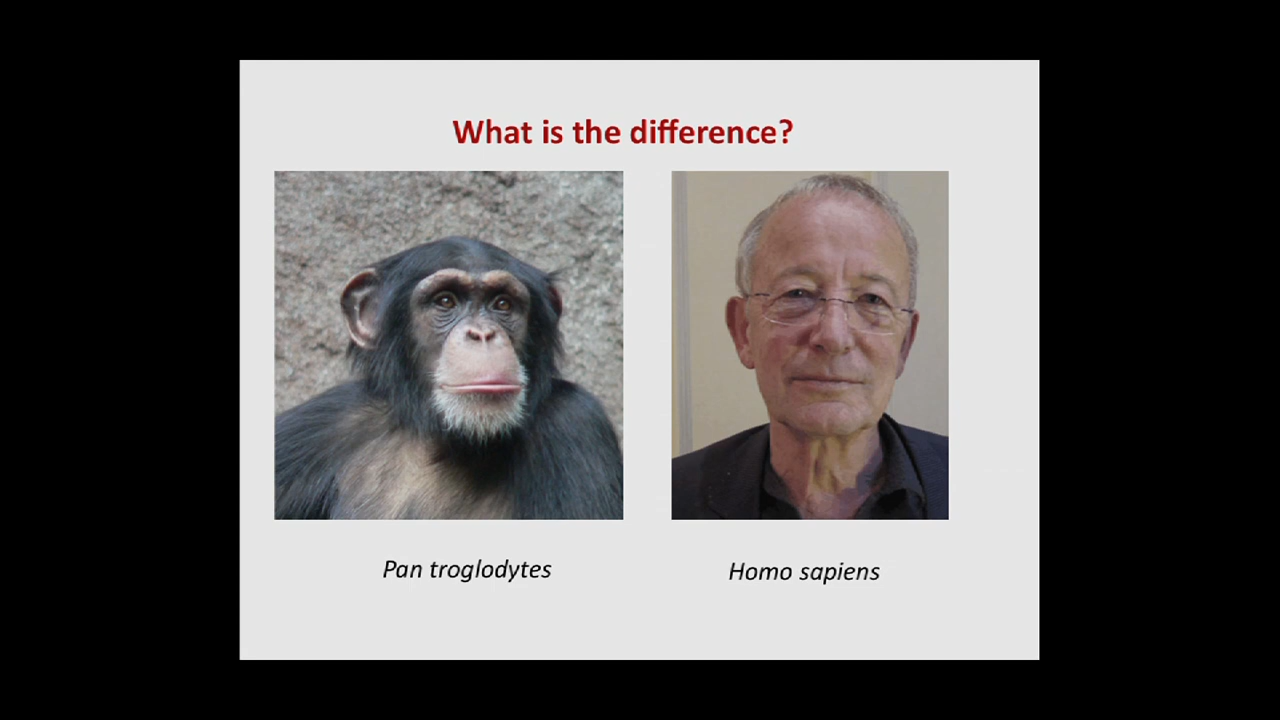 What is the difference?
Pan troglodytes
Homo sapiens